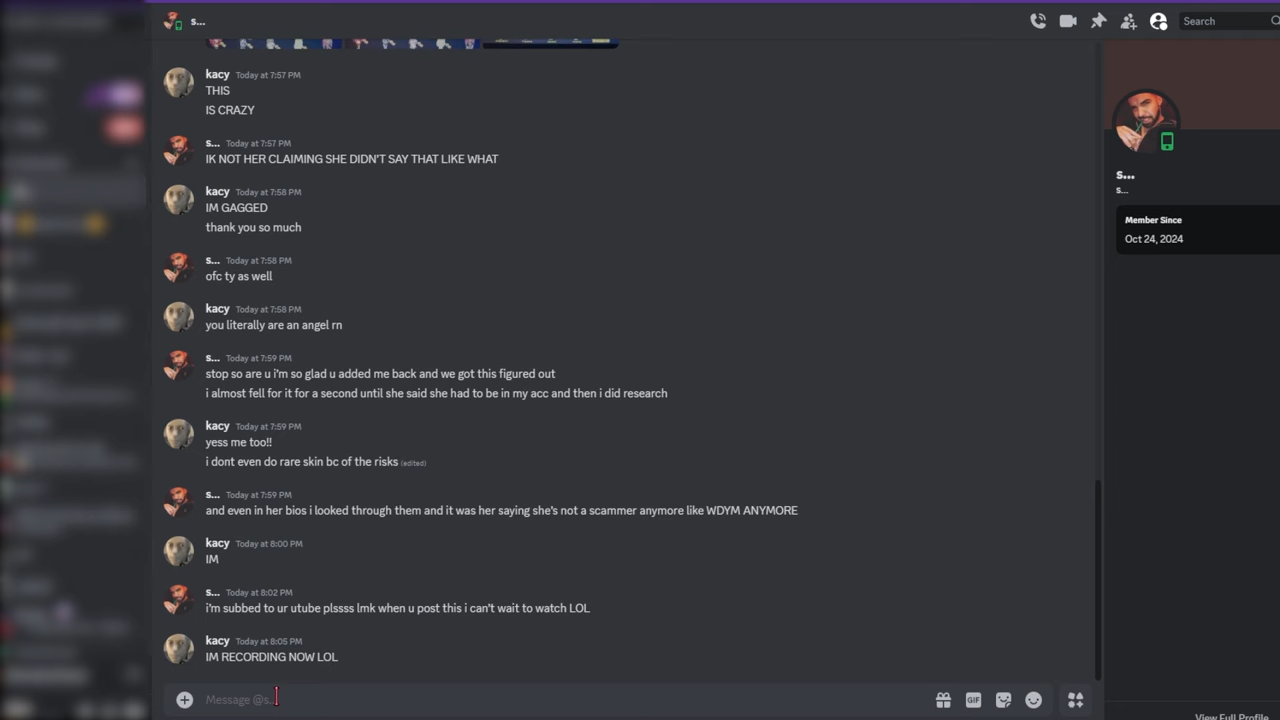 s...
Search
kacy Today at 7:57 PM
THIS
IS CRAZY
s... Today at 7:57 PM
IK NOT HER CLAIMING SHE DIDN'T SAY THAT LIKE WHAT
kacy Today at 7:58 PM
IM GAGGED
thank you so much
s... Today at 7:58 PM
ofc ty as well
kacy Today at 7:58 PM
you literally are an angel rn
s... Today at 7:59 PM
stop so are u i'm so glad u added me back and we got this figured out
i almost fell for it for a second until she said she had to be in my acc and then i did research
kacy Today at 7:59 PM
yess me too!!
i dont even do rare skin bc of the risks (edited)
s... Today at 7:59 PM
and even in her bios i looked through them and it was her saying she's not a scammer anymore like WDYM ANYMORE
kacy Today at 8:00 PM
IM
s... Today at 8:02 PM
i'm subbed to ur utube plssss lmk when u post this i can't wait to watch LOL
kacy Today at 8:05 PM
IM RECORDING NOW LOL
Message @s...
GIF
s...
s...
Member Since
Oct 24, 2024
View Full Profile